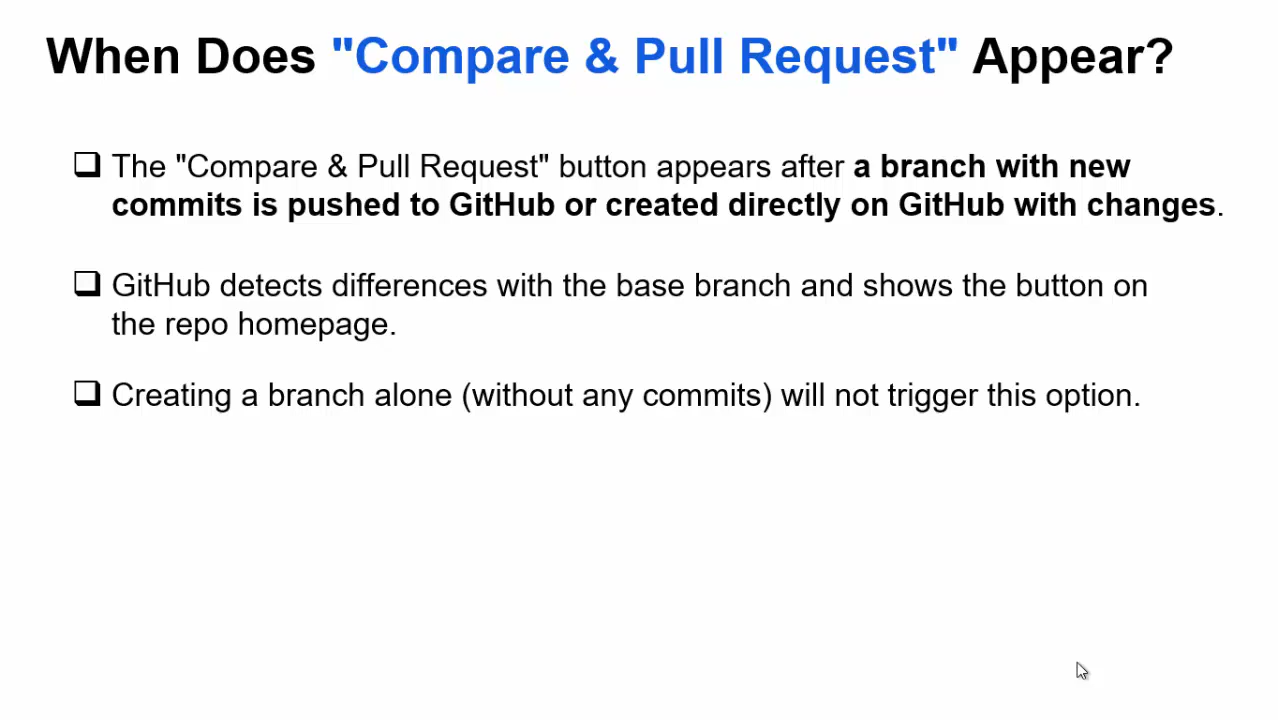 When Does "Compare & Pull Request" Appear?
The "Compare & Pull Request" button appears after a branch with new
commits is pushed to GitHub or created directly on GitHub with changes.
GitHub detects differences with the base branch and shows the button on
the repo homepage.
Creating a branch alone (without any commits) will not trigger this option.